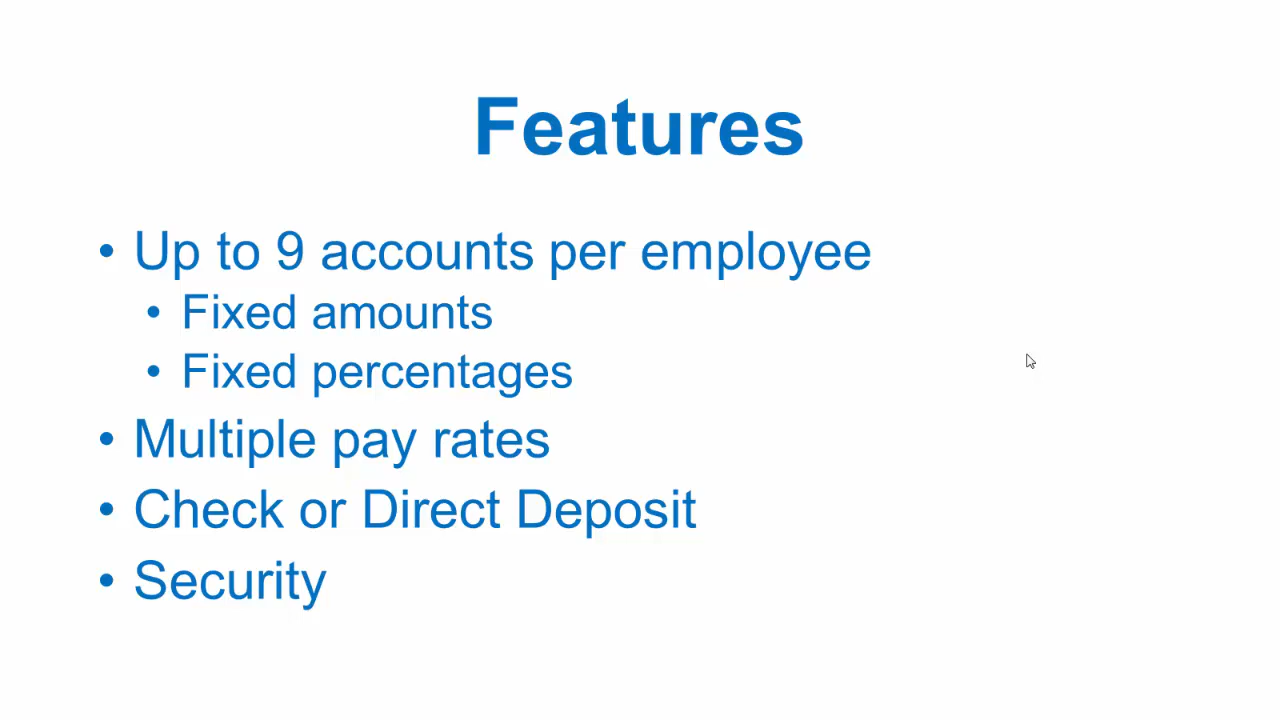 Features
• Up to 9 accounts per employee
• Fixed amounts
• Fixed percentages
• Multiple pay rates
• Check or Direct Deposit
• Security